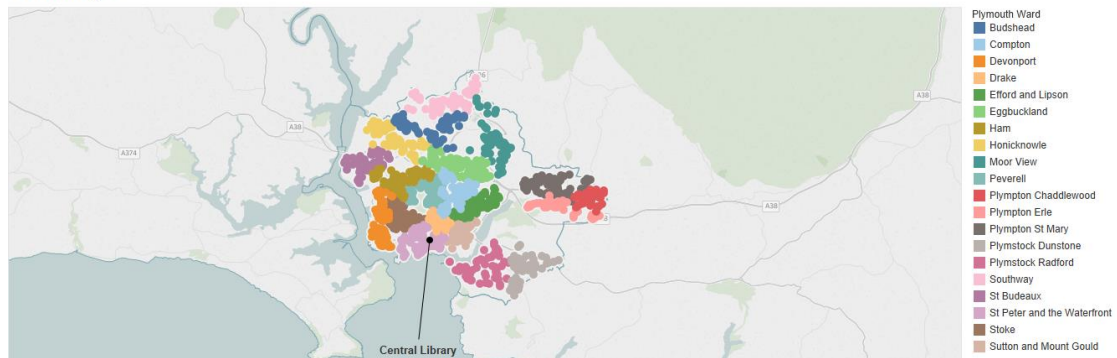 Plymouth Ward
Budshead
Compton
Devonport
Drake
Efford and Lipson
Eggbuckland
Ham
Honicknowle
Moor View
Peverell
Plympton Chaddlewood
Plympton Erle
Plympton St Mary
Plymstock Dunstone
Plymstock Radford
Southway
St Budeaux
St Peter and the Waterfront
Stoke
Sutton and Mount Gould
A38
A38
A374
A38
Central Library